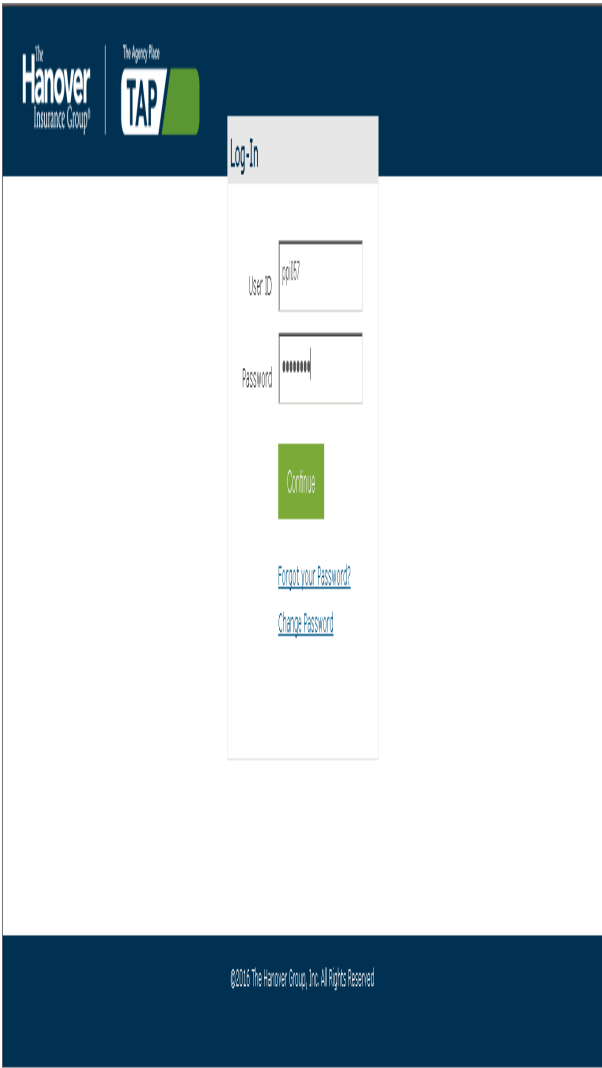 The
Hanover
Insurance Group®
The Agency Place
TAP
Log-In
User ID
ppi057
Password
••••••••
Continue
Forgot your Password?
Change Password
©2016 The Hanover Group, Inc. All Rights Reserved